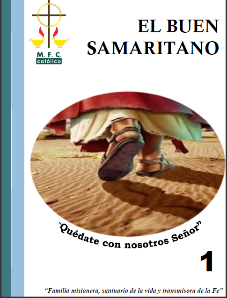 EL BUEN
SAMARITANO
M. F. C.
católico
"Quédate con nosotros Señor"
1
"Familia misionera, santuario de la vida y transmisora de la Fe"